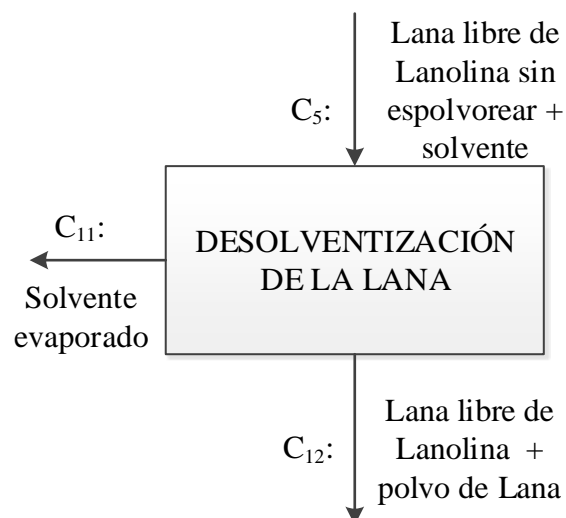 Lana libre de
Lanolina sin
espolvorear +
solvente
C₅:
DESOLVENTIZACIÓN
DE LA LANA
C₁₁:
Solvente
evaporado
C₁₂:
Lana libre de
Lanolina +
polvo de Lana